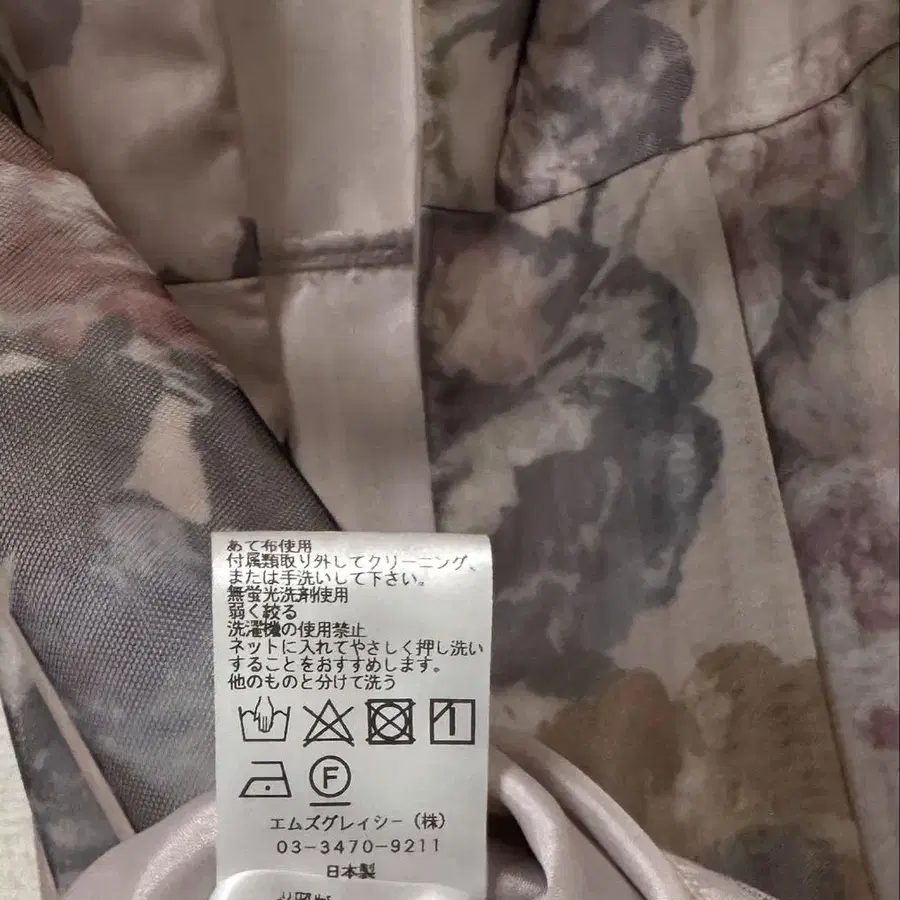 あて布使用
付属類取り外してクリーニング、
または手洗いして下さい。
無蛍光洗剤使用
弱く絞る
洗濯機の使用禁止
ネットに入れてやさしく押し洗い
することをおすすめします。
他のものと分けて洗う
F
エムズグレイシー(株)
03-3470-9211
日本製